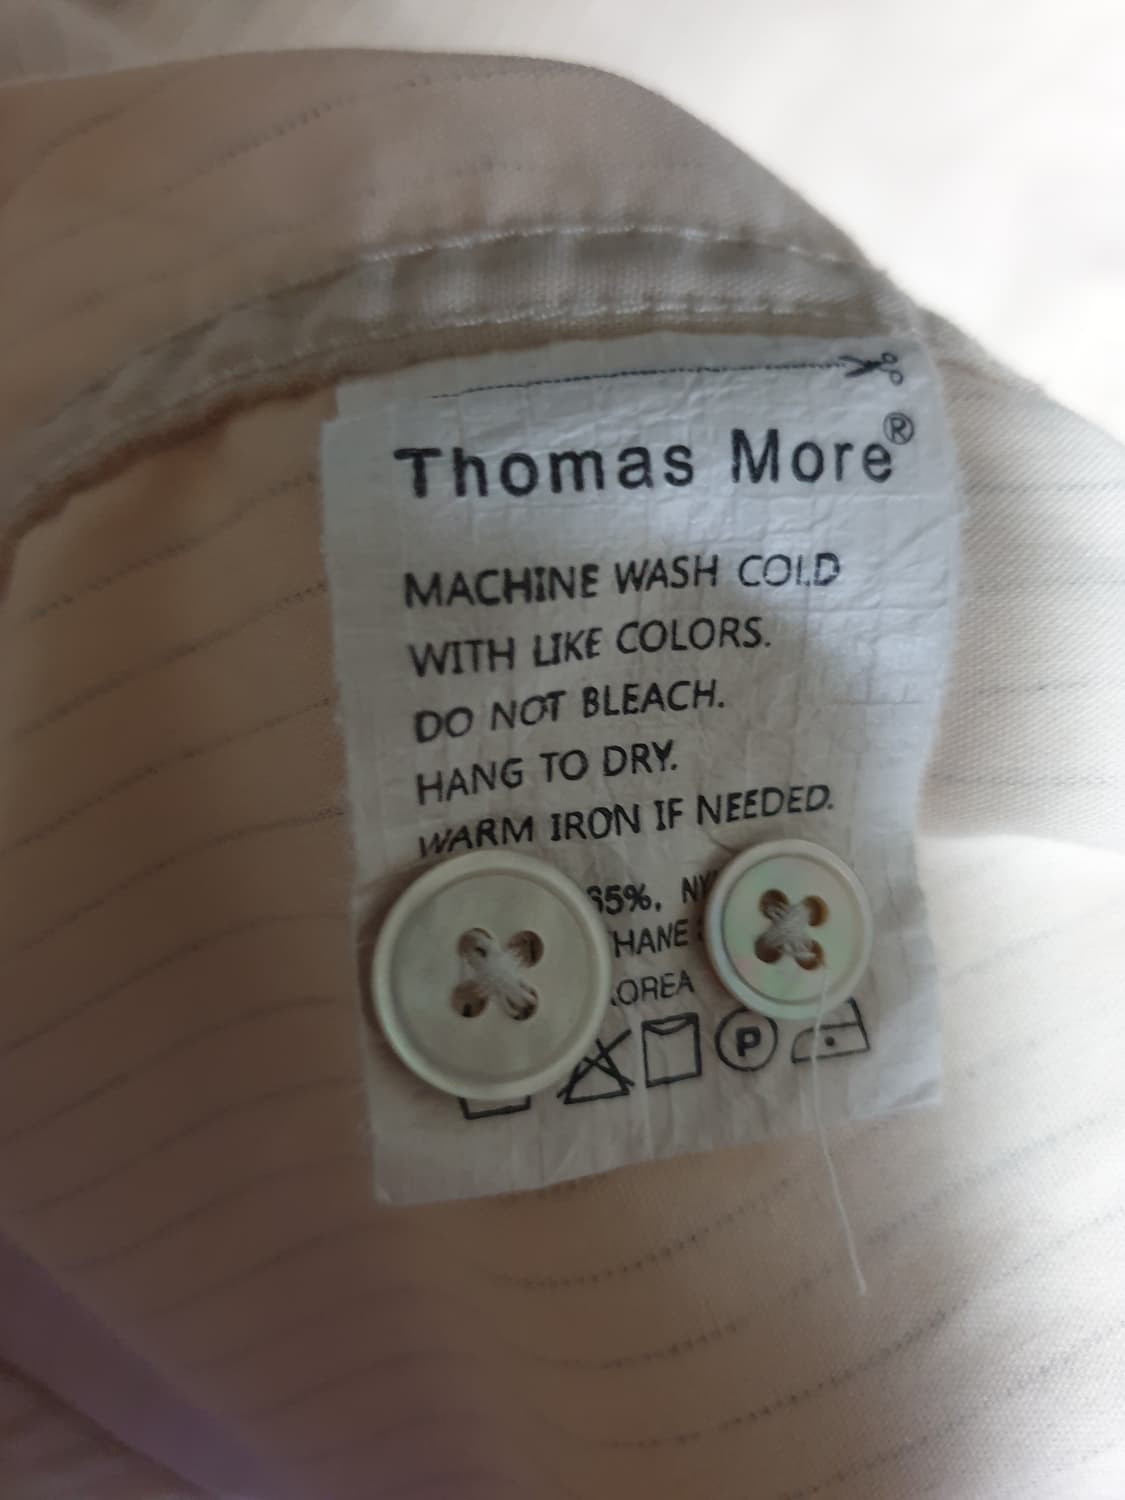 Thomas More®
MACHINE WASH COLD
WITH LIKE COLORS.
DO NOT BLEACH.
HANG TO DRY.
WARM IRON IF NEEDED.
65%, NY
HANE
OREA
P